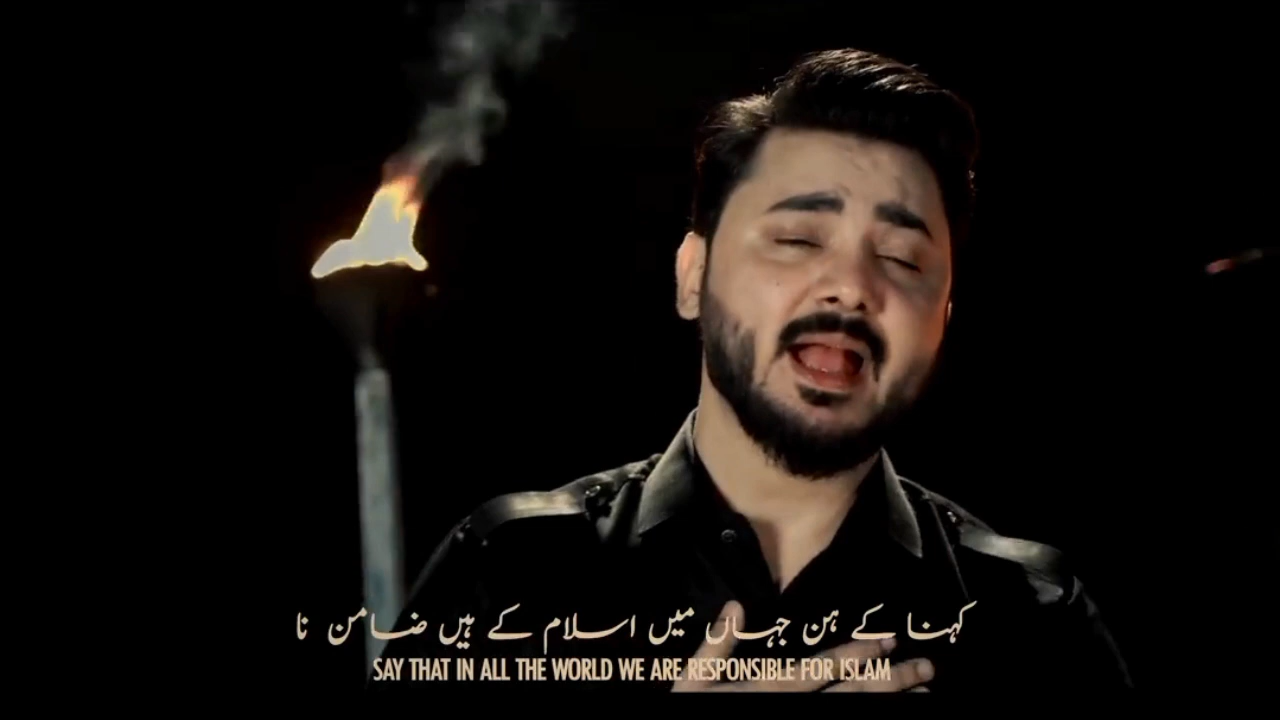 کہنا کے ہن جہاں میں اسلام کے ہیں ضامن نا
SAY THAT IN ALL THE WORLD WE ARE RESPONSIBLE FOR ISLAM